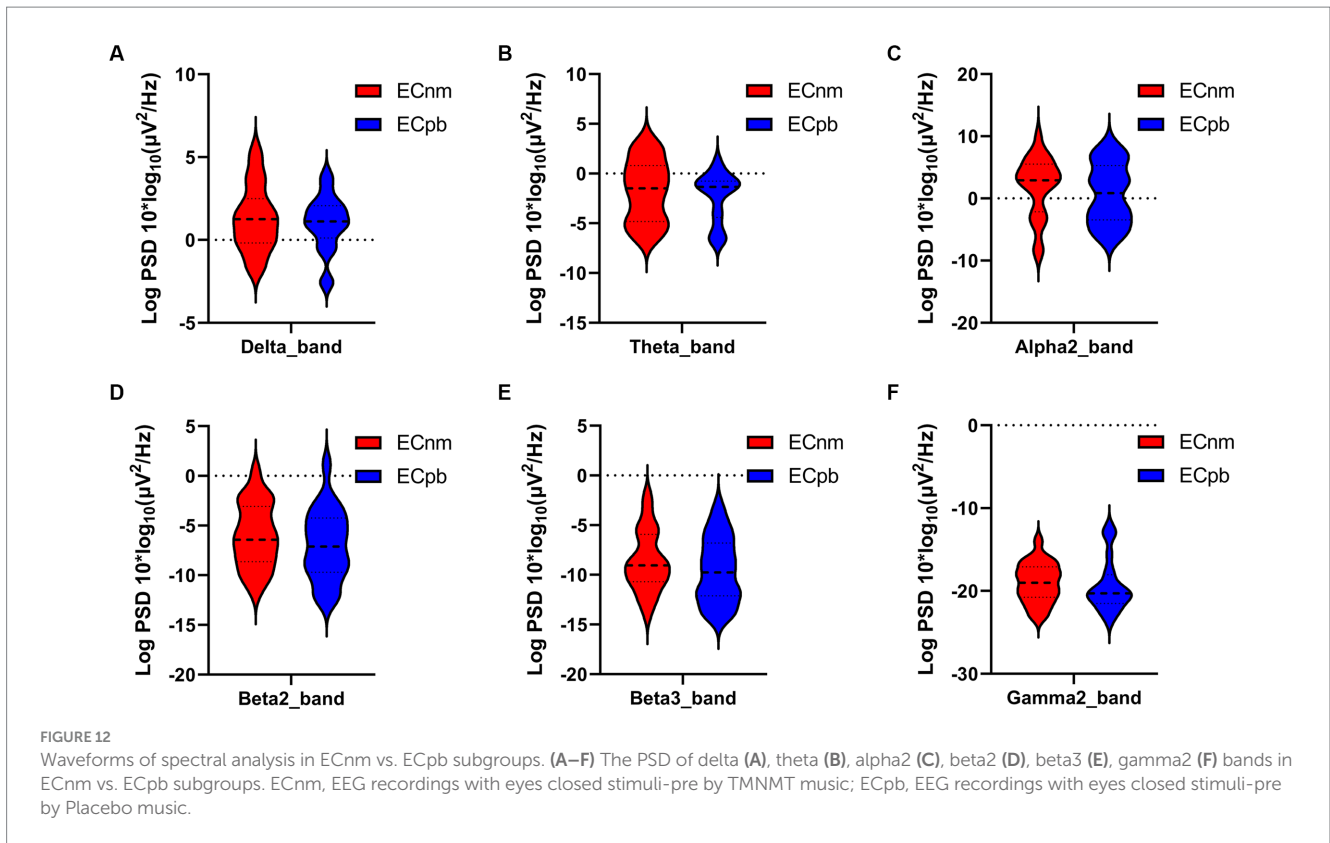 A
Log PSD 10*log₁₀(µV²/Hz)
10
5
0
-5
ECnm
ECpb
Delta_band
B
Log PSD 10*log₁₀(µV²/Hz)
10
5
0
-5
-10
-15
ECnm
ECpb
Theta_band
C
Log PSD 10*log₁₀(µV²/Hz)
20
10
0
-10
-20
ECnm
ECpb
Alpha2_band
D
Log PSD 10*log₁₀(µV²/Hz)
5
0
-5
-10
-15
-20
ECnm
ECpb
Beta2_band
E
Log PSD 10*log₁₀(µV²/Hz)
5
0
-5
-10
-15
-20
ECnm
ECpb
Beta3_band
F
Log PSD 10*log₁₀(µV²/Hz)
0
-10
-20
-30
ECnm
ECpb
Gamma2_band
FIGURE 12
Waveforms of spectral analysis in ECnm vs. ECpb subgroups. (A–F) The PSD of delta (A), theta (B), alpha2 (C), beta2 (D), beta3 (E), gamma2 (F) bands in
ECnm vs. ECpb subgroups. ECnm, EEG recordings with eyes closed stimuli-pre by TMNMT music; ECpb, EEG recordings with eyes closed stimuli-pre
by Placebo music.